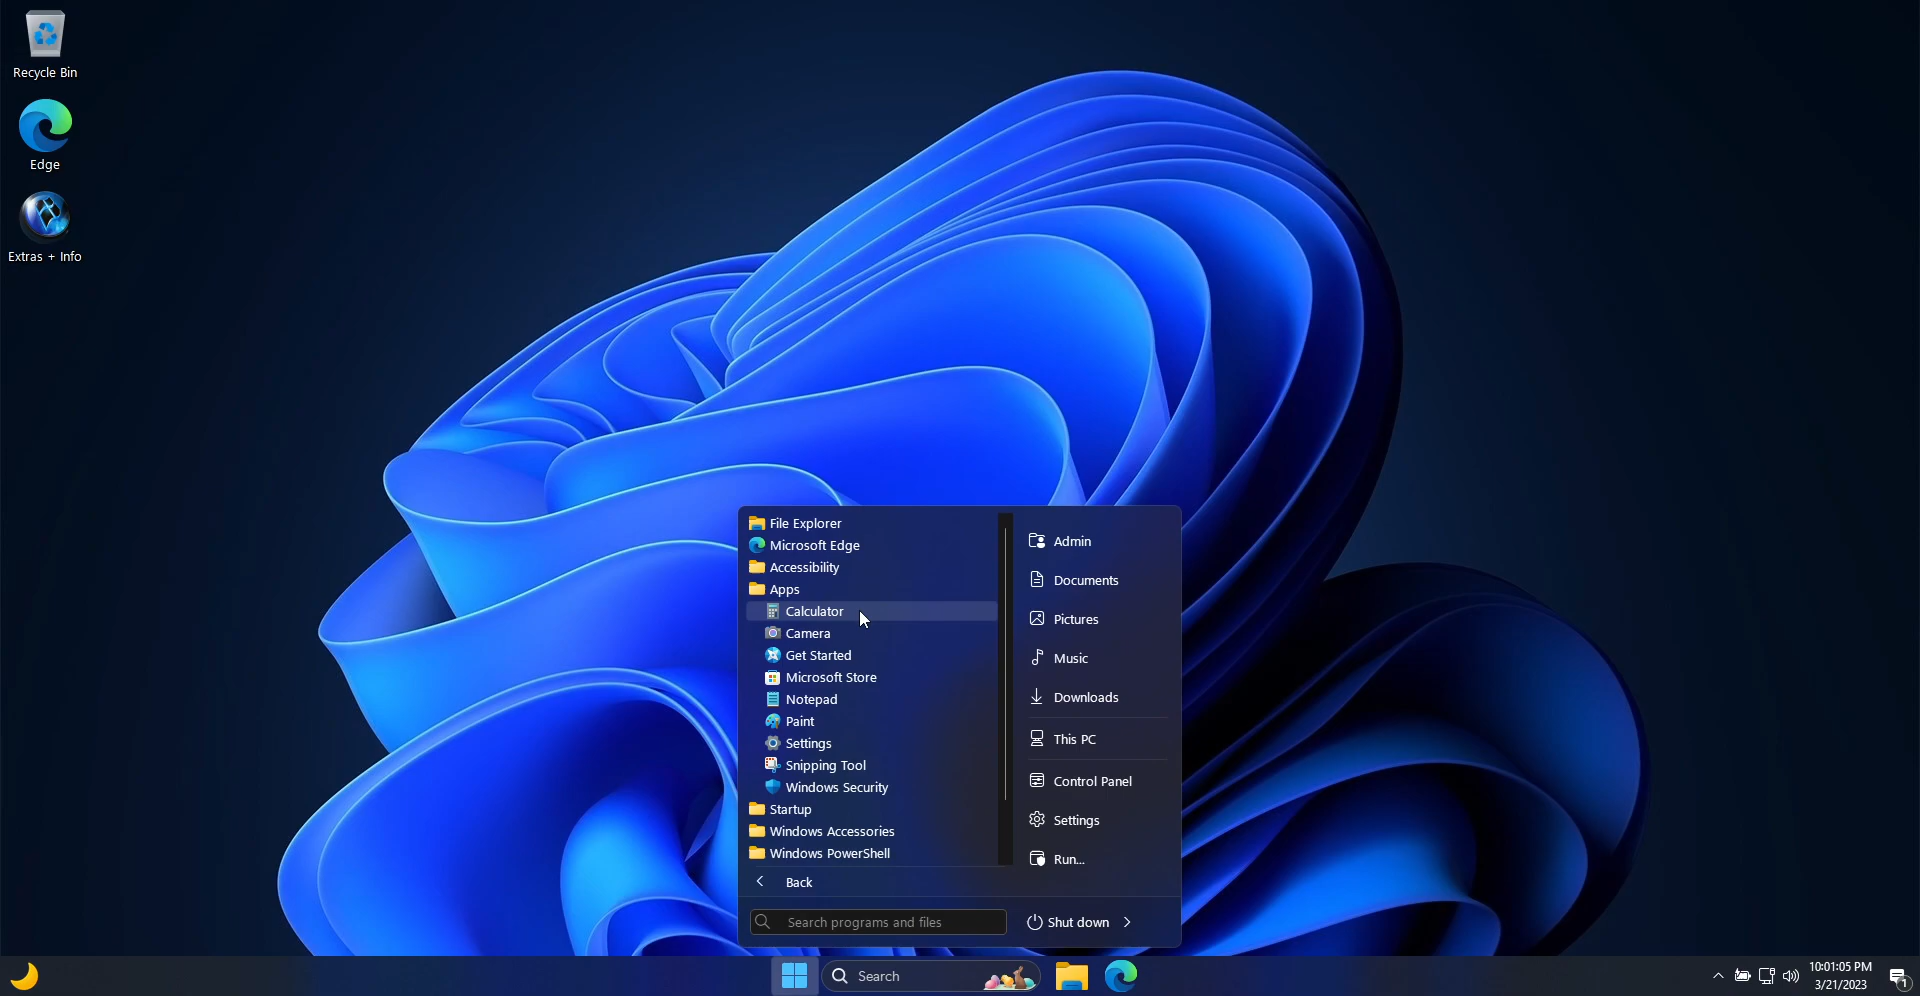 Recycle Bin
Edge
Extras + Info
File Explorer
Microsoft Edge
Accessibility
Apps
Calculator
Camera
Get Started
Microsoft Store
Notepad
Paint
Settings
Snipping Tool
Windows Security
Startup
Windows Accessories
Windows PowerShell
Back
Search programs and files
Admin
Documents
Pictures
Music
Downloads
This PC
Control Panel
Settings
Run...
Shut down
Search
10:01:05 PM
3/21/2023
1